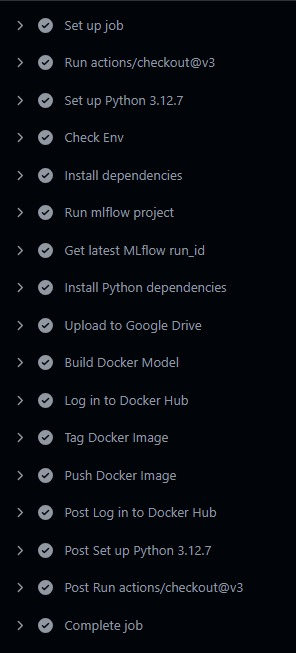 Set up job
Run actions/checkout@v3
Set up Python 3.12.7
Check Env
Install dependencies
Run mlflow project
Get latest MLflow run_id
Install Python dependencies
Upload to Google Drive
Build Docker Model
Log in to Docker Hub
Tag Docker Image
Push Docker Image
Post Log in to Docker Hub
Post Set up Python 3.12.7
Post Run actions/checkout@v3
Complete job